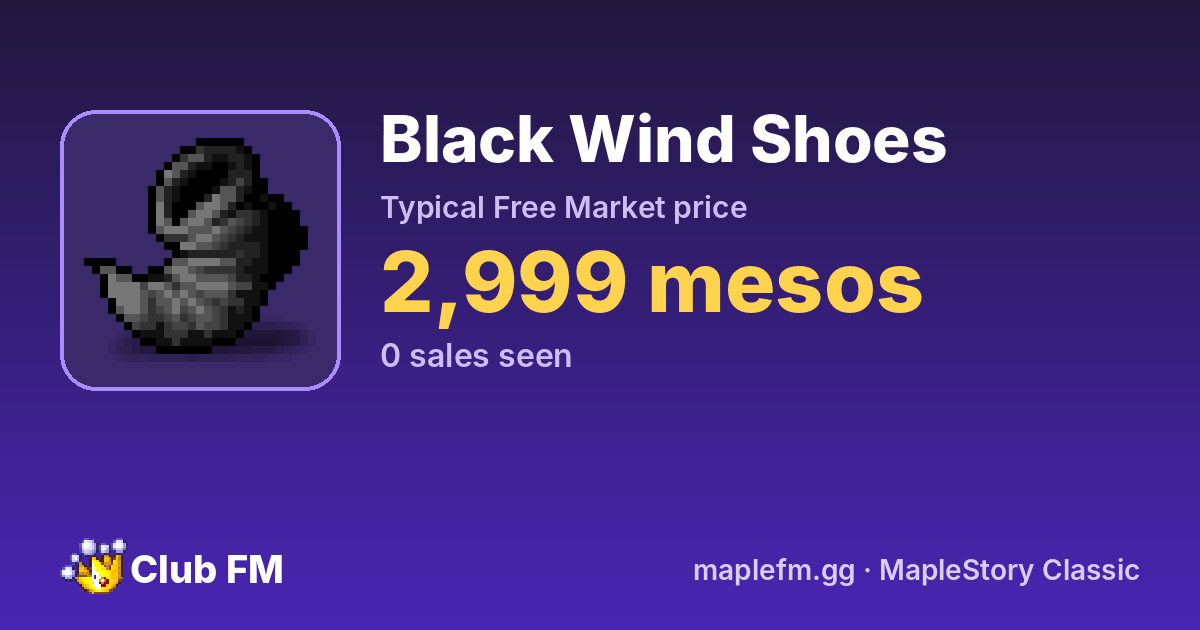 Black Wind Shoes
Typical Free Market price
2,999 mesos
0 sales seen
Club FM
maplefm.gg · MapleStory Classic